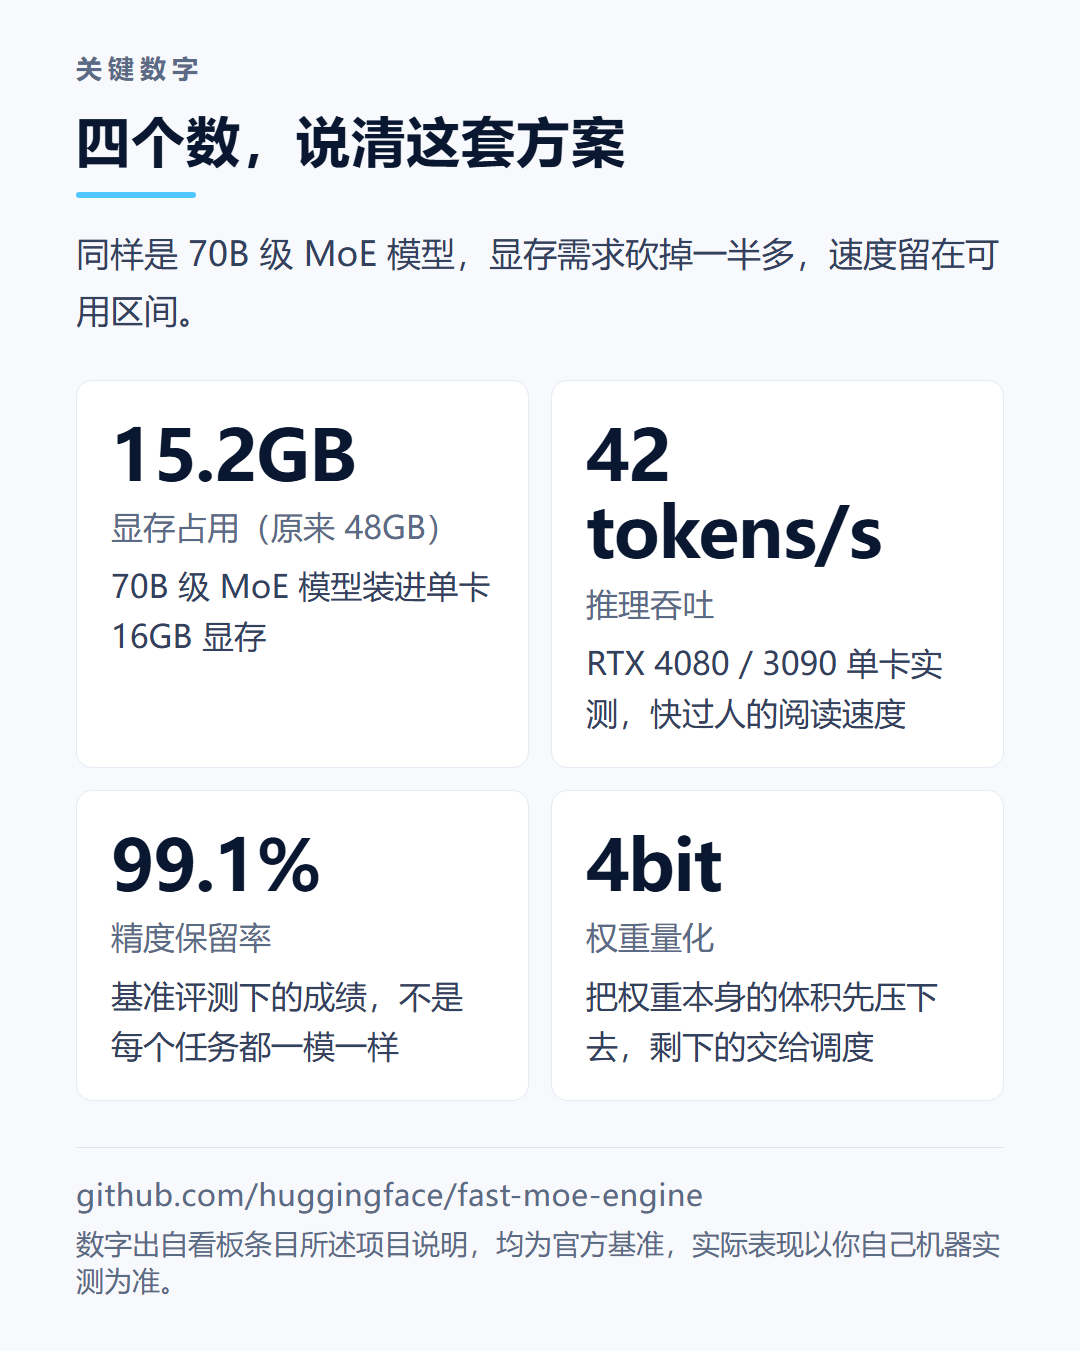 关键数字
四个数，说清这套方案
同样是 70B 级 MoE 模型，显存需求砍掉一半多，速度留在可
用区间。
15.2GB
显存占用（原来 48GB）
70B 级 MoE 模型装进单卡
16GB 显存
42
tokens/s
推理吞吐
RTX 4080 / 3090 单卡实
测，快过人的阅读速度
99.1%
精度保留率
基准评测下的成绩，不是
每个任务都一模一样
4bit
权重量化
把权重本身的体积先压下
去，剩下的交给调度
github.com/huggingface/fast-moe-engine
数字出自看板条目所述项目说明，均为官方基准，实际表现以你自己机器实
测为准。